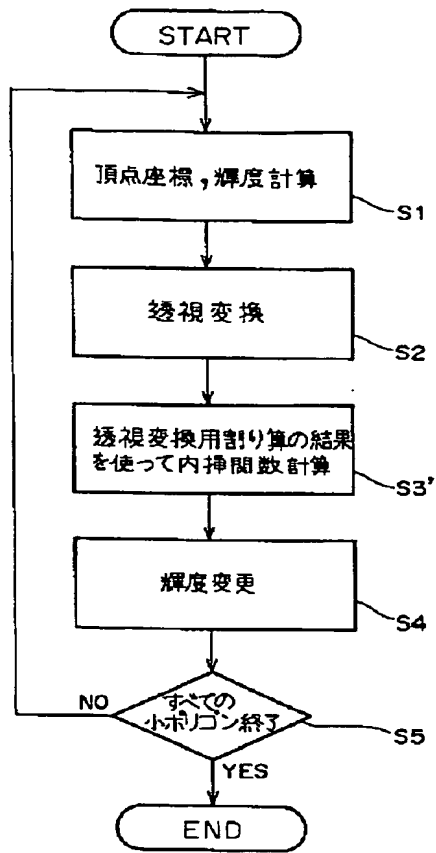 START
頂点座標,輝度計算
S1
透視変換
S2
透視変換用割り算の結果
を使って内挿関数計算
S3'
輝度変更
S4
すべての
小ポリゴン終了
NO
S5
YES
END